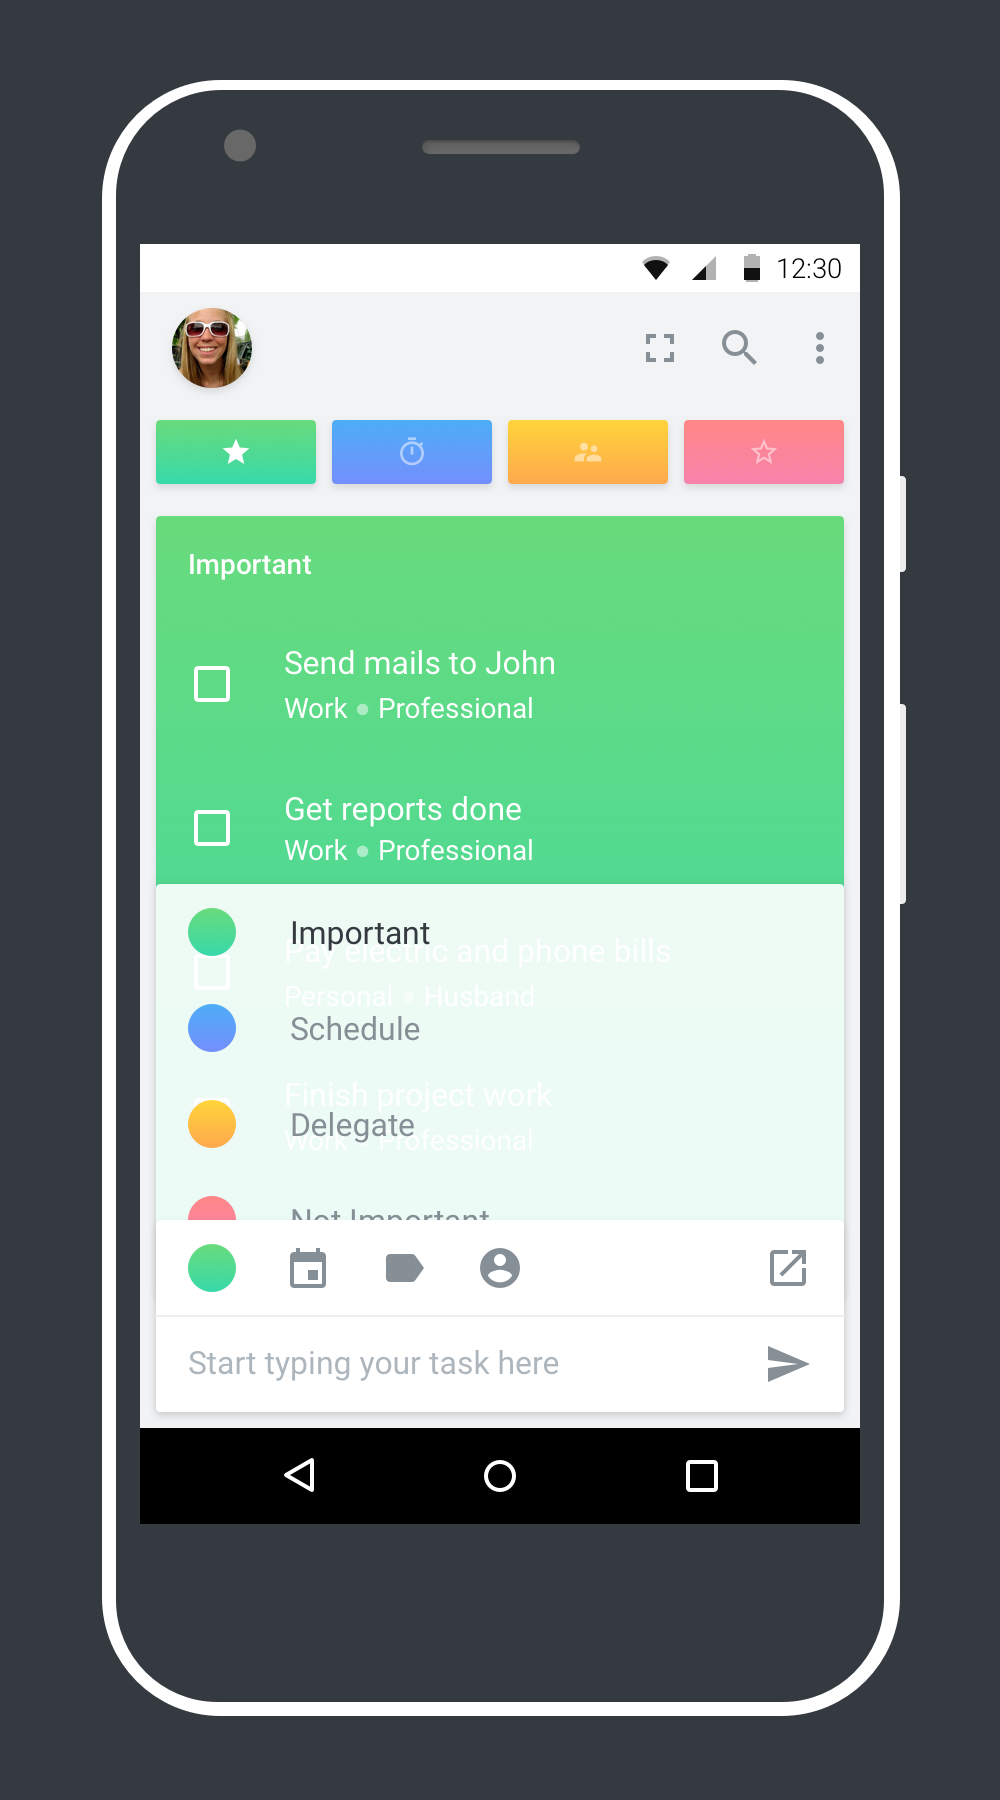 12:30
Important
Send mails to John
Work • Professional
Get reports done
Work • Professional
Important
Pay electric and phone bills
Personal • Husband
Schedule
Finish project work
Delegate
Work • Professional
Not Important
Start typing your task here